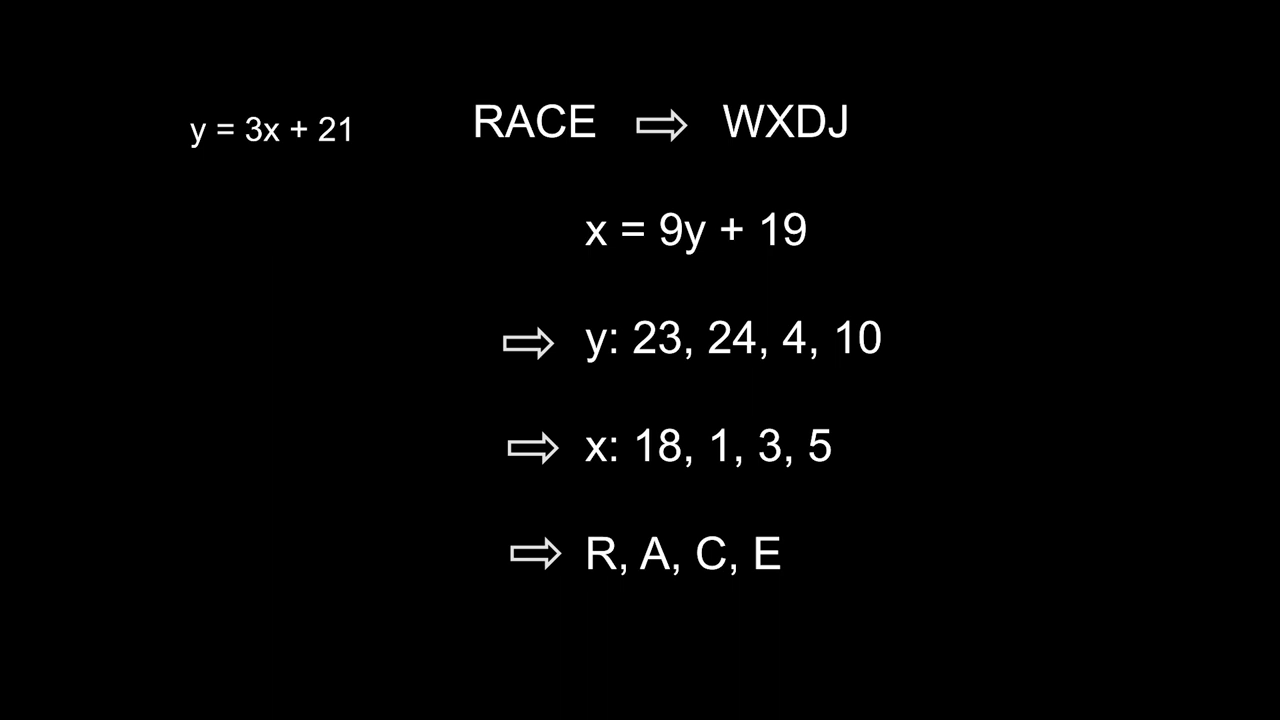 y = 3x + 21 RACE ⇨ WXDJ
x = 9y + 19
⇨ y: 23, 24, 4, 10
⇨ x: 18, 1, 3, 5
⇨ R, A, C, E